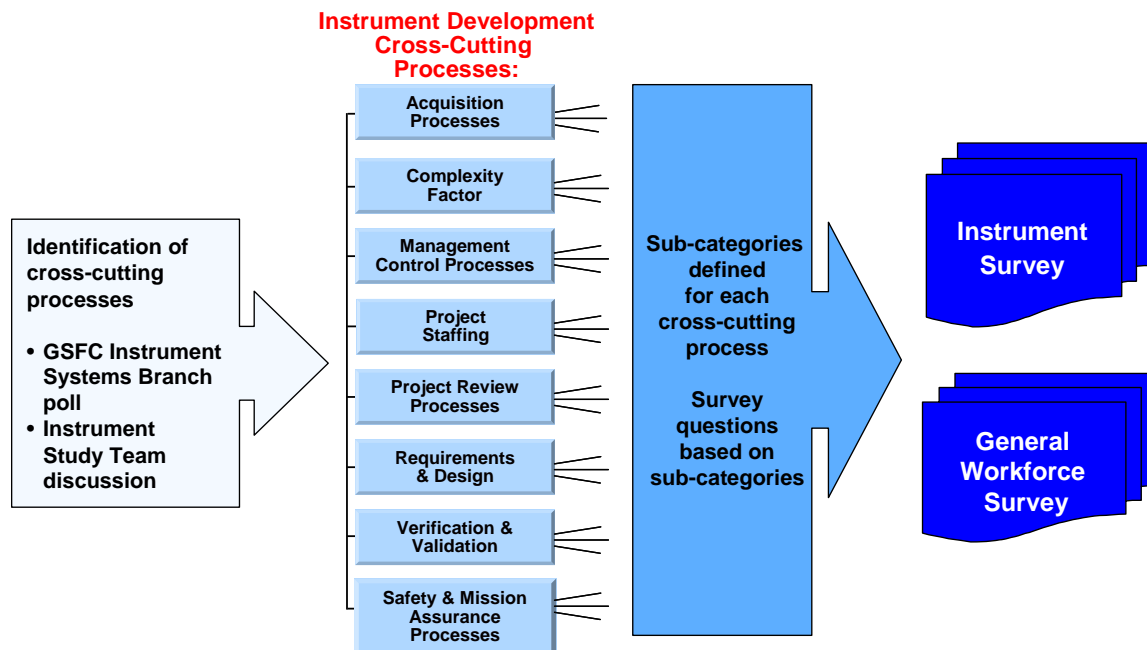 Instrument Development
Cross-Cutting
Processes:
Identification of
cross-cutting
processes
• GSFC Instrument
Systems Branch
poll
• Instrument
Study Team
discussion
Acquisition
Processes
Complexity
Factor
Management
Control Processes
Project
Staffing
Project Review
Processes
Requirements
& Design
Verification &
Validation
Safety & Mission
Assurance
Processes
Sub-categories
defined
for each
cross-cutting
process
Survey
questions
based on
sub-categories
Instrument
Survey
General
Workforce
Survey